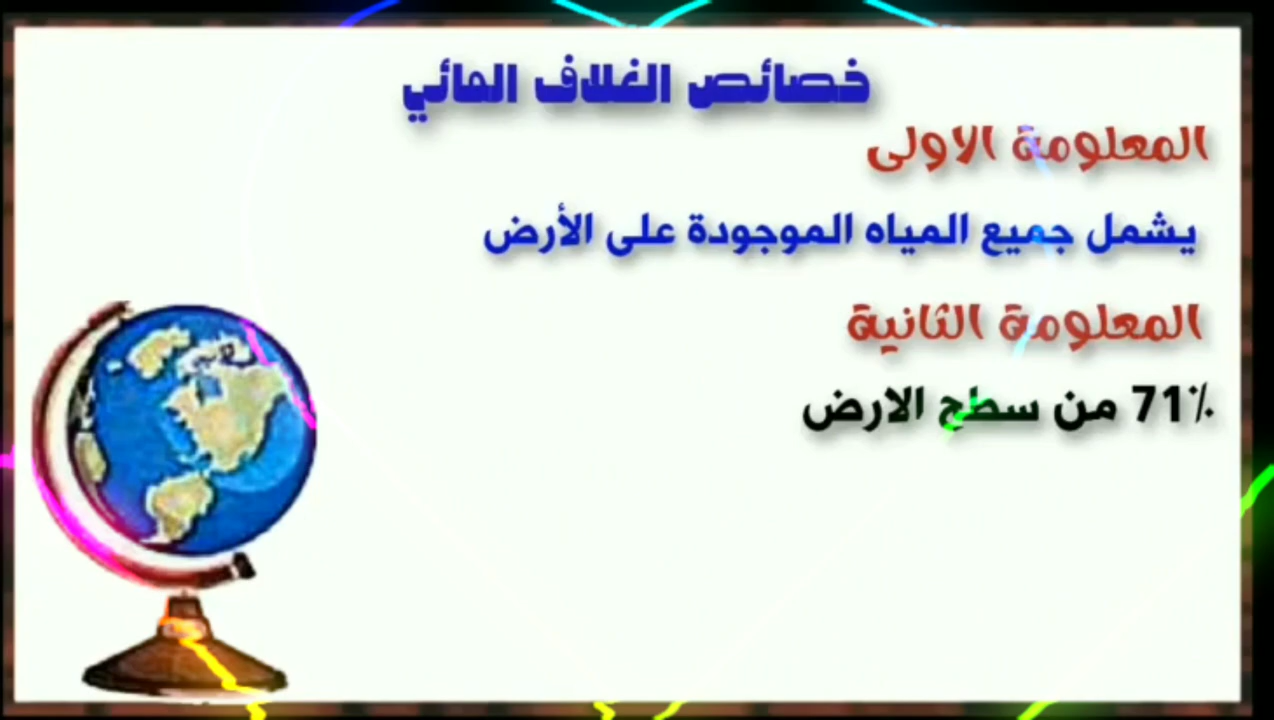 خصائص الغلاف المائي
المعلومة الاولى
يشمل جميع المياه الموجودة على الأرض
المعلومة الثانية
71% من سطح الارض